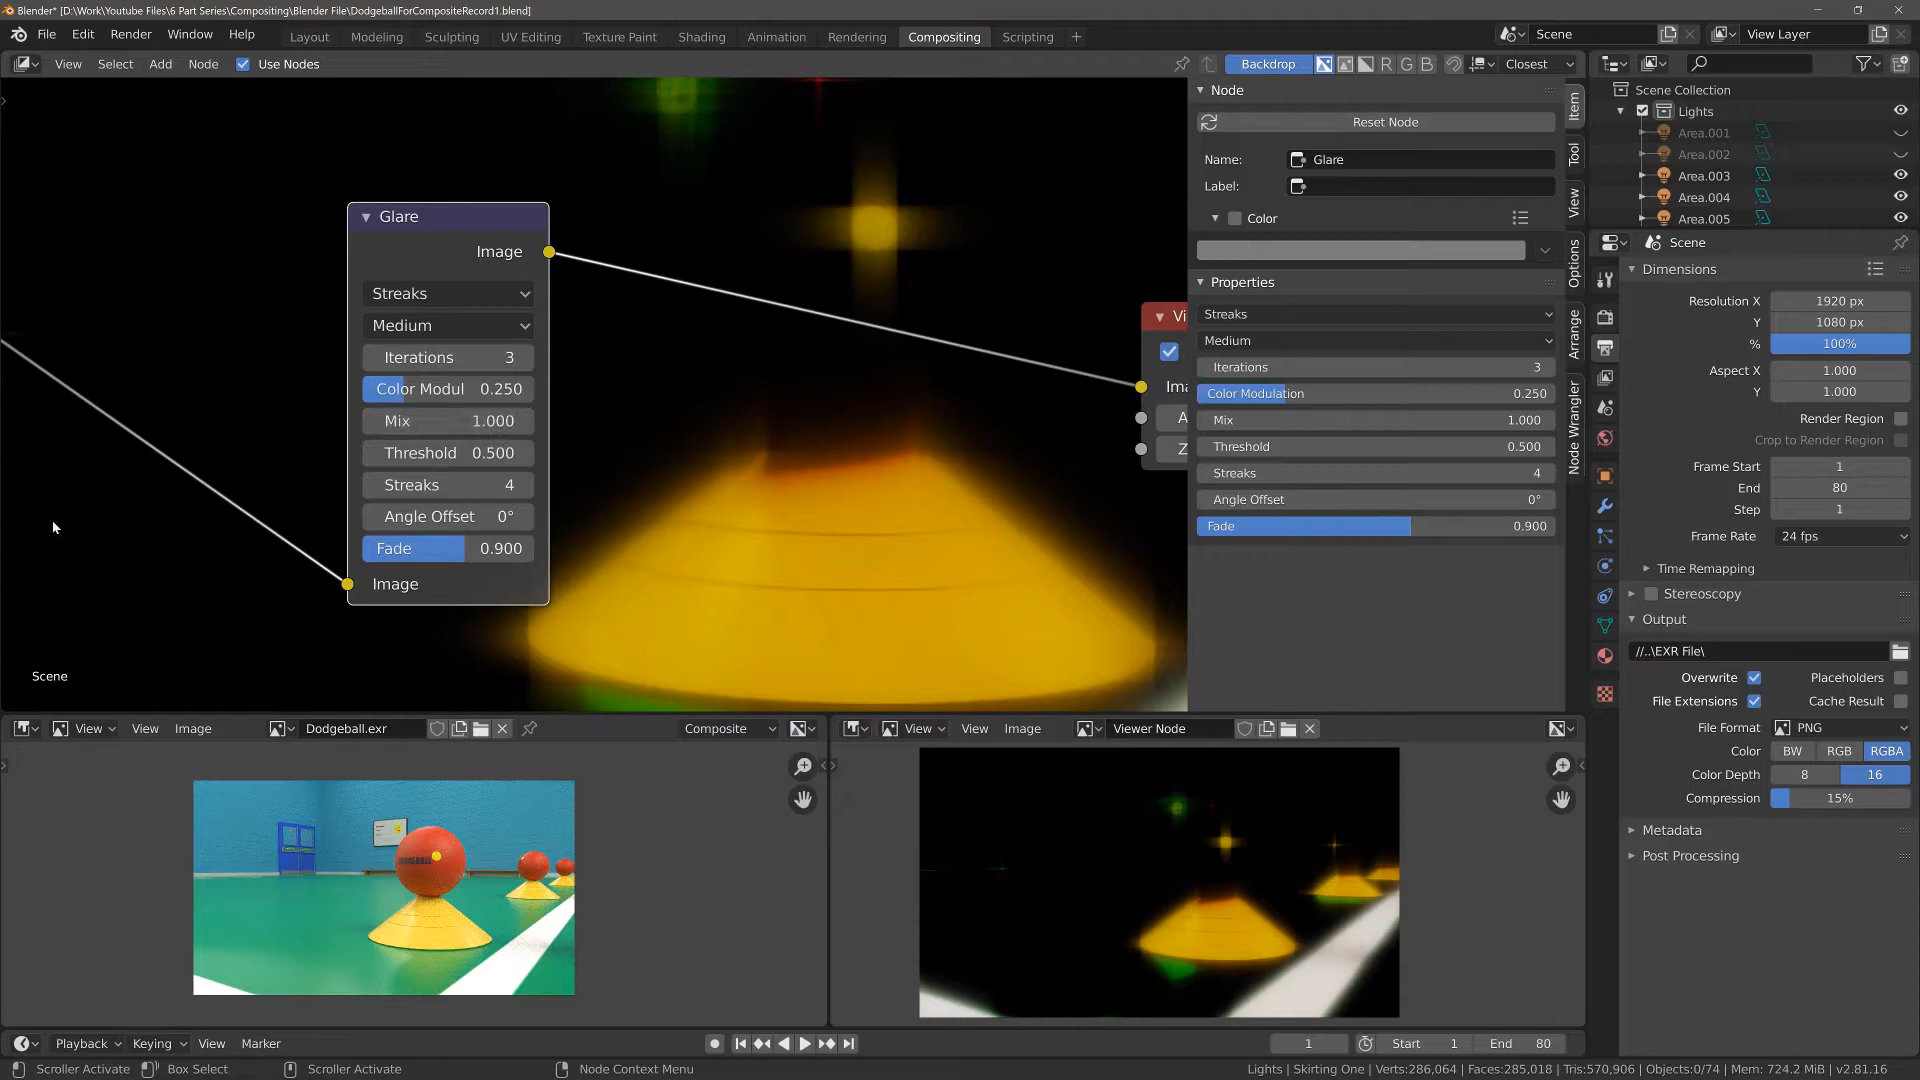 Blender* [D:\Work\Youtube Files\6 Part Series\Compositing\Blender File\DodgeballForCompositeRecord1.blend]
File Edit Render Window Help Layout Modeling Sculpting UV Editing Texture Paint Shading Animation Rendering Compositing Scripting + Scene View Layer
View Select Add Node Use Nodes Backdrop R G B Closest
Node
Reset Node
Name: Glare
Label:
Color
Properties
Streaks
Medium
Iterations 3
Color Modulation 0.250
Mix 1.000
Threshold 0.500
Streaks 4
Angle Offset 0°
Fade 0.900
Item
Tool
View
Options
Arrange
Node Wrangler
Glare
Image
Streaks
Medium
Iterations 3
Color Modul 0.250
Mix 1.000
Threshold 0.500
Streaks 4
Angle Offset 0°
Fade 0.900
Image
Vi
Ima
A
Z
Scene
Scene Collection
Lights
Area.001
Area.002
Area.003
Area.004
Area.005
Scene
Dimensions
Resolution X 1920 px
Y 1080 px
% 100%
Aspect X 1.000
Y 1.000
Render Region
Crop to Render Region
Frame Start 1
End 80
Step 1
Frame Rate 24 fps
Time Remapping
Stereoscopy
Output
//..\EXR File\
Overwrite Placeholders
File Extensions Cache Result
File Format PNG
Color BW RGB RGBA
Color Depth 8 16
Compression 15%
Metadata
Post Processing
View View Image Dodgeball.exr Composite
View View Image Viewer Node
Playback Keying View Marker 1 Start 1 End 80
Scroller Activate Box Select Scroller Activate Node Context Menu Lights | Skirting One | Verts:286,064 | Faces:285,018 | Tris:570,906 | Objects:0/74 | Mem: 724.2 MiB | v2.81.16